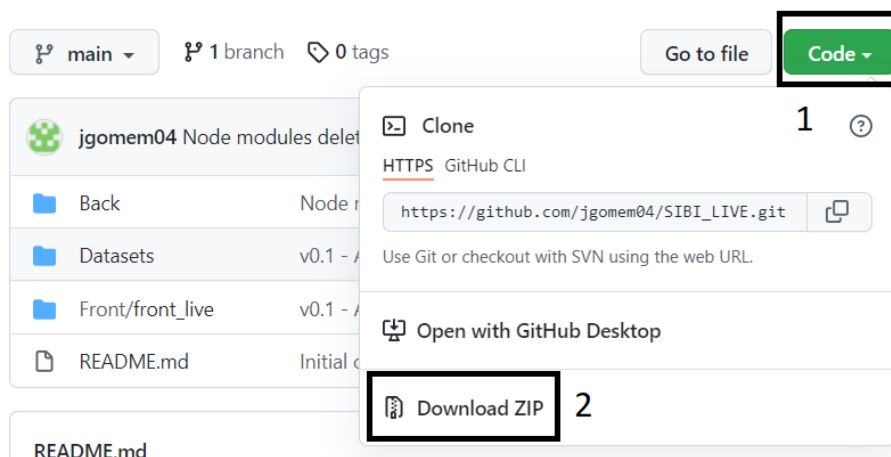 main 1 branch 0 tags Go to file Code
1
jgomem04 Node modules delet
Clone
HTTPS GitHub CLI
https://github.com/jgomem04/SIBI_LIVE.git
Use Git or checkout with SVN using the web URL.
Back Node
Datasets v0.1 -
Front/front_live v0.1 -
README.md Initial
Open with GitHub Desktop
Download ZIP 2
README.md